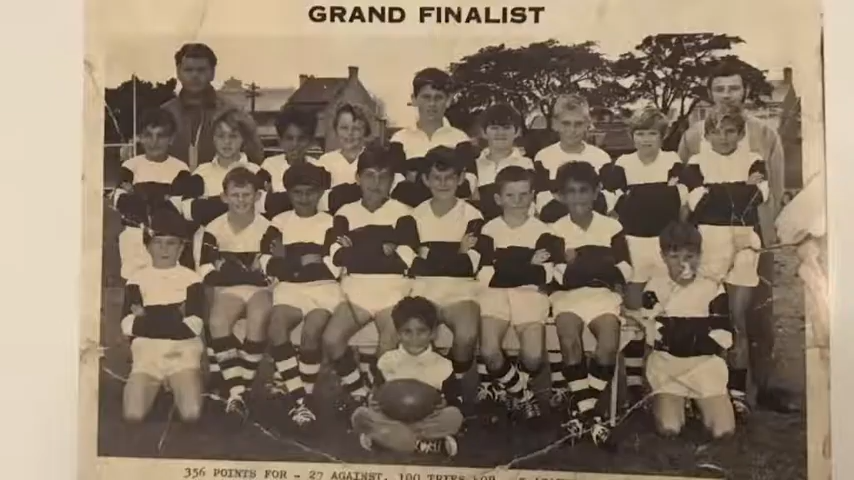 GRAND FINALIST
356 POINTS FOR - 27 AGAINST. 100 TRIES FOR